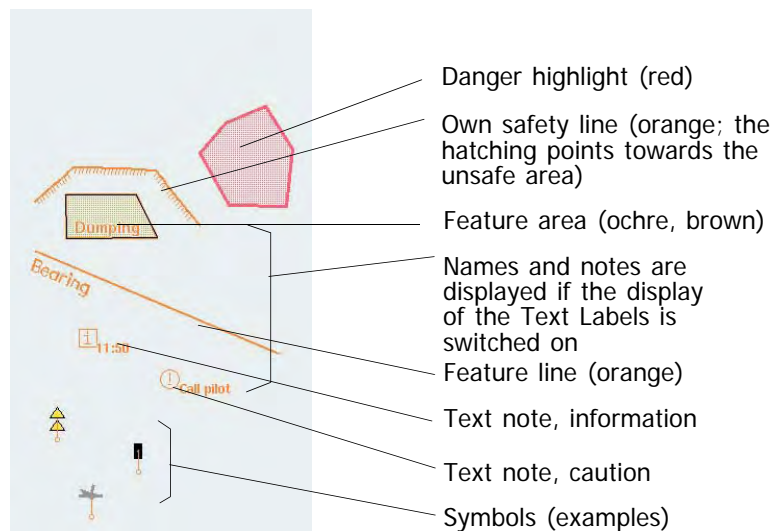 Danger highlight (red)
Own safety line (orange; the
hatching points towards the
unsafe area)
Dumping
Feature area (ochre, brown)
Names and notes are
displayed if the display
of the Text Labels is
switched on
Bearing
Feature line (orange)
i 11:50
Text note, information
! Call pilot
Text note, caution
Symbols (examples)